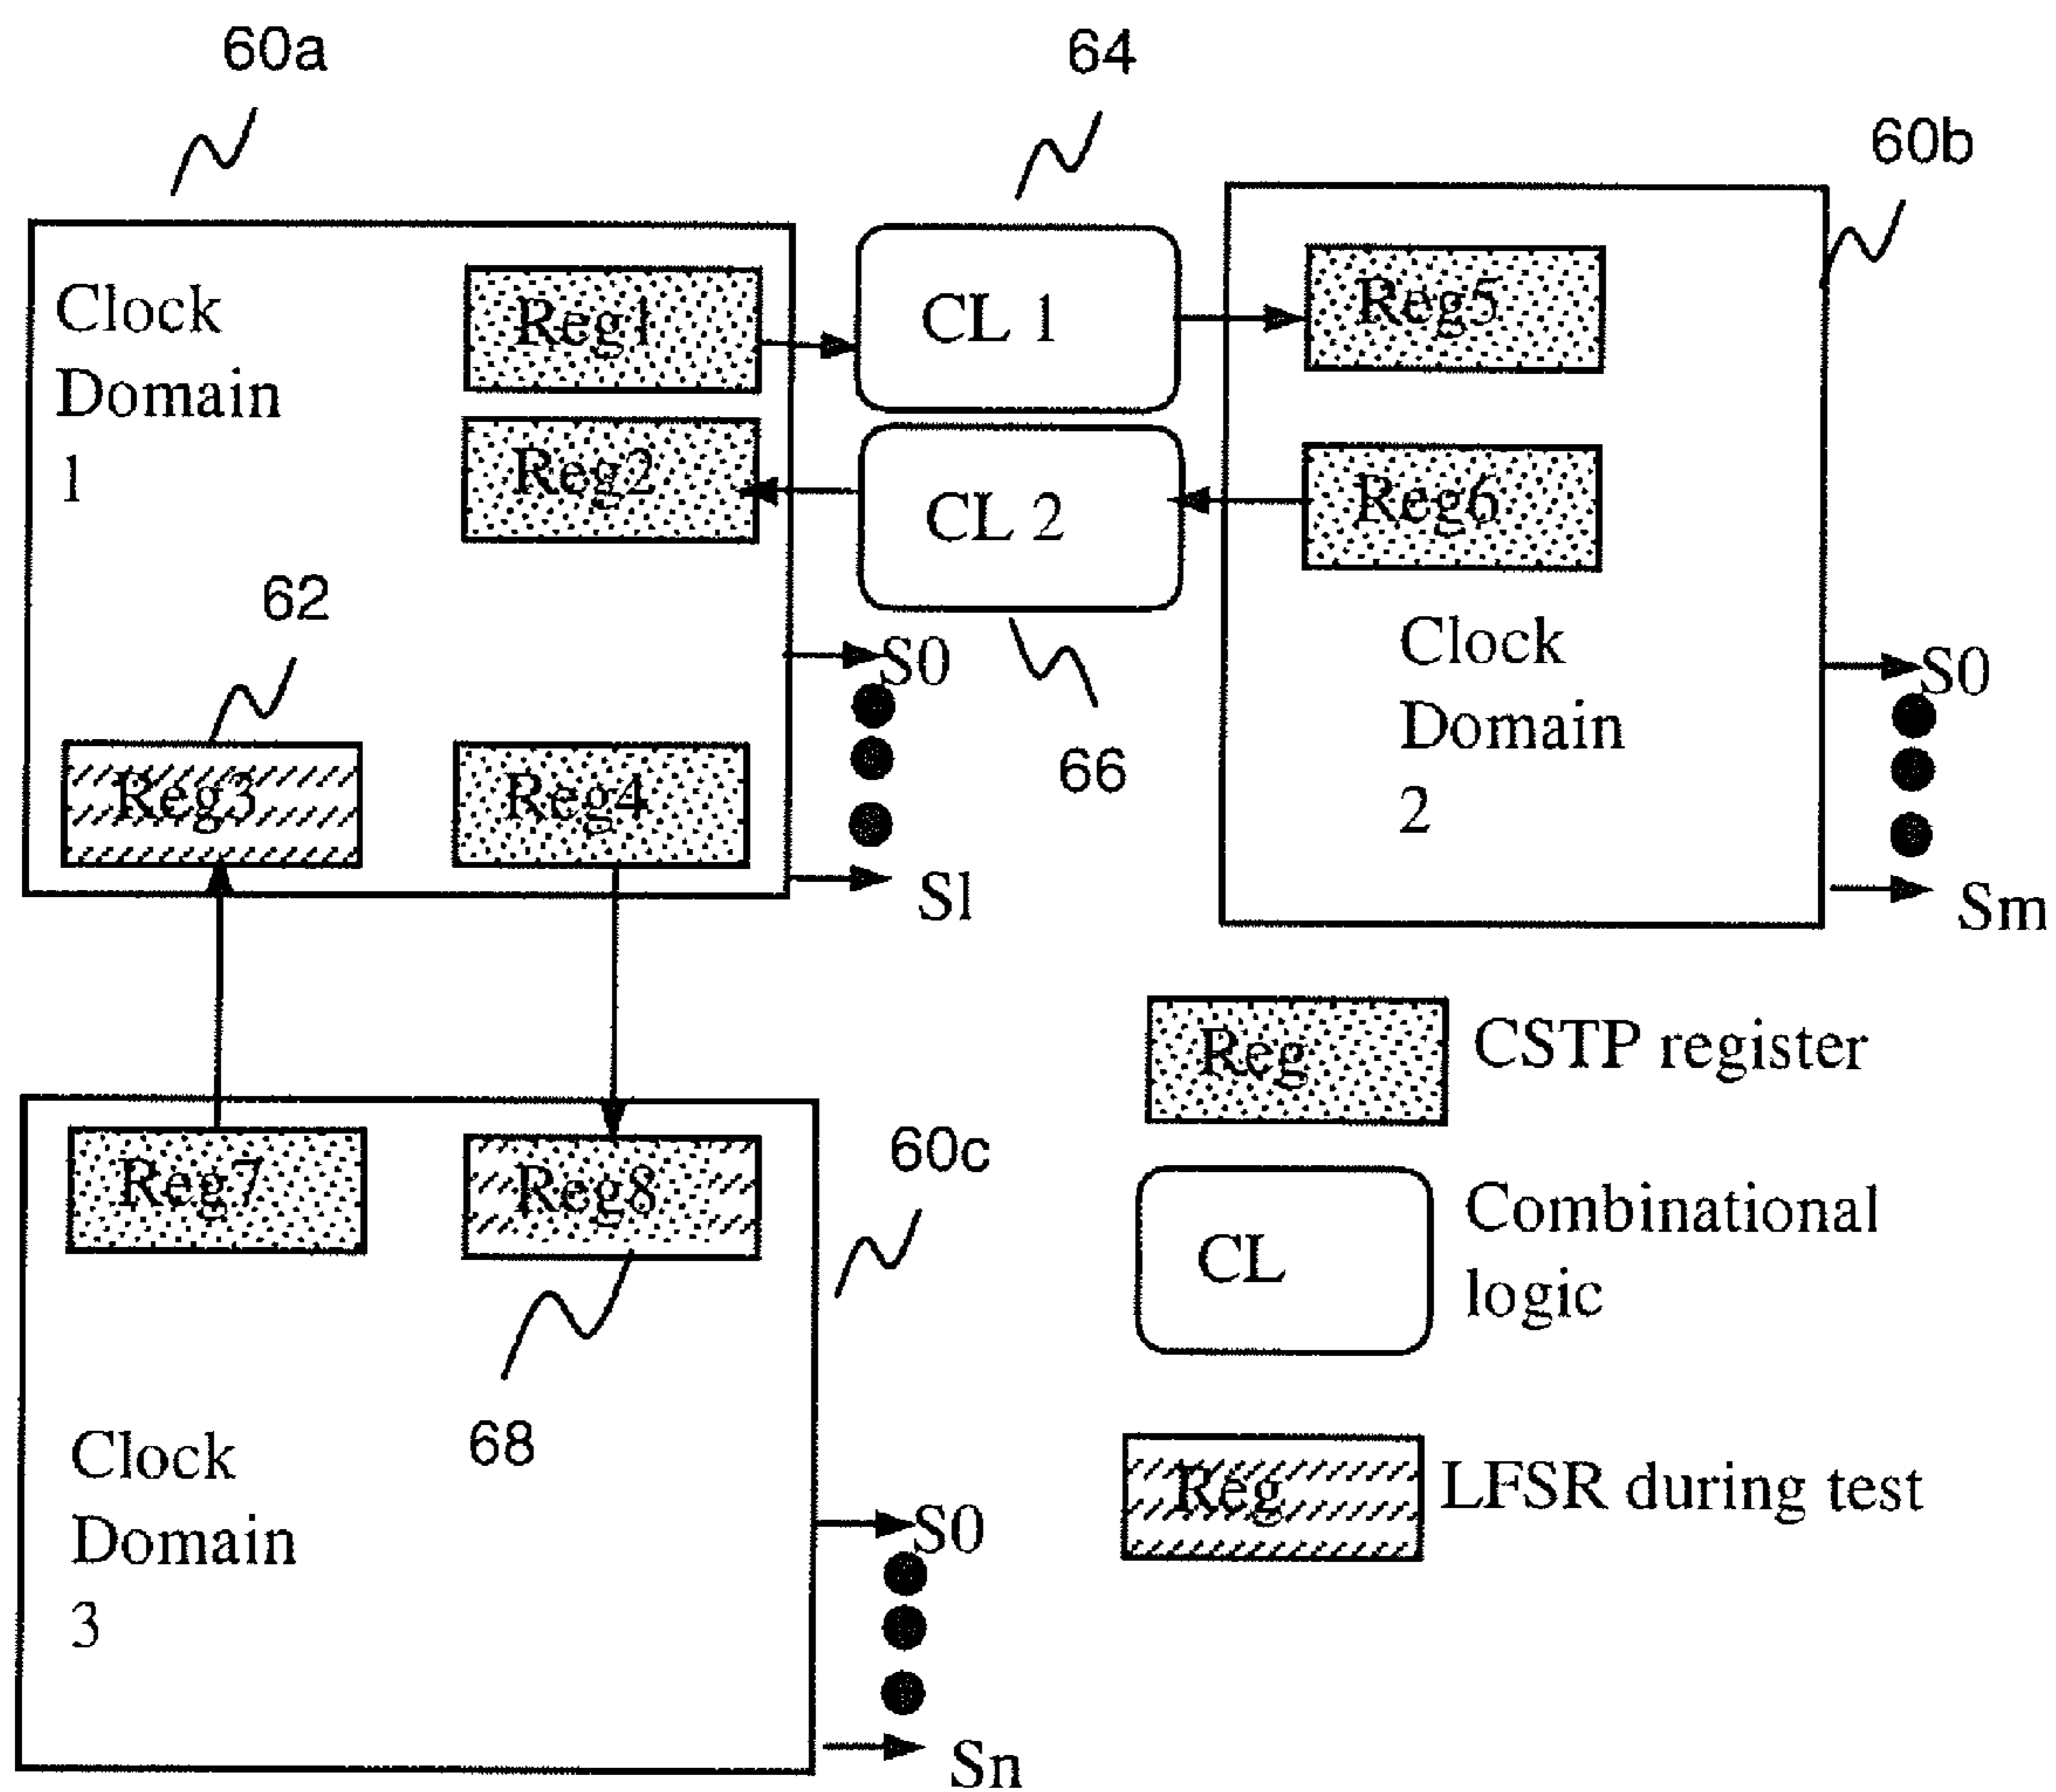 60a
64
60b
Clock
Domain
1
Reg1
CL 1
Reg5
Reg2
CL 2
Reg6
62
S0
Clock
Domain
2
S0
66
Reg3
Reg4
Sl
Sm
Reg
CSTP register
Reg7
Reg8
60c
CL
Combinational
logic
68
Clock
Domain
3
Reg
LFSR during test
S0
Sn